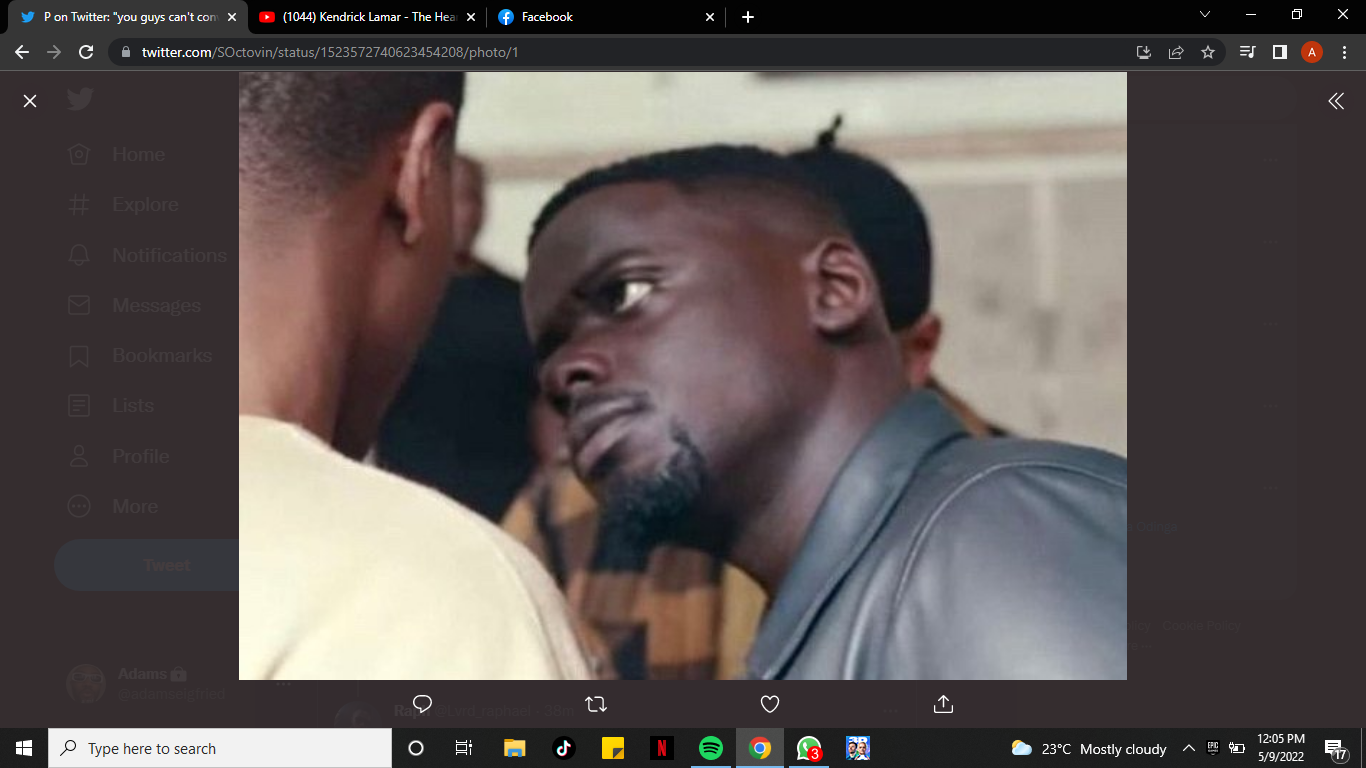 P on Twitter: "you guys can't con
(1044) Kendrick Lamar - The Hea
Facebook
twitter.com/SOctovin/status/1523572740623454208/photo/1
A
Home
Explore
Notifications
Messages
Bookmarks
Lists
Profile
More
Tweet
Adams
Type here to search
N
3
23°C Mostly cloudy
EPIC
12:05 PM
5/9/2022
17